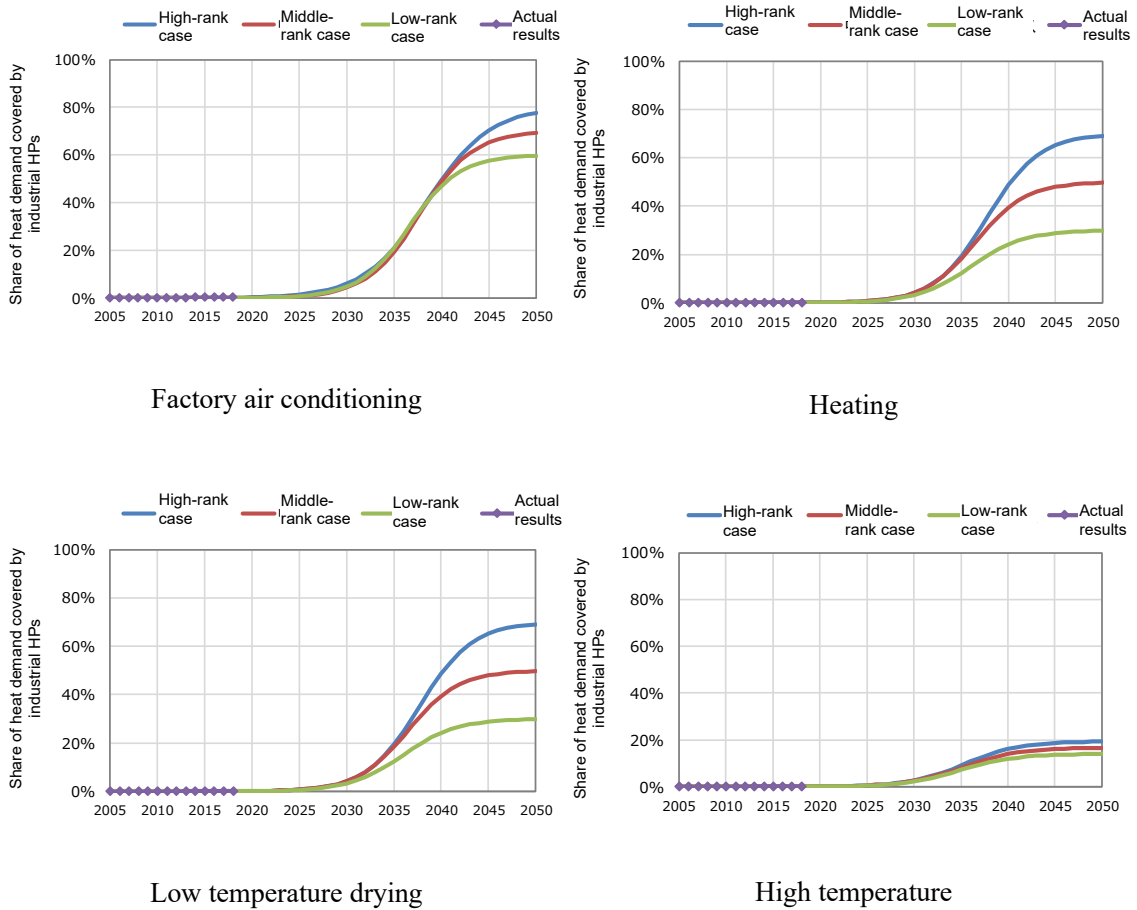 High-rank case
Middle-rank case
Low-rank case
Actual results
Share of heat demand covered by industrial HPs
100%
80%
60%
40%
20%
0%
2005 2010 2015 2020 2025 2030 2035 2040 2045 2050
Factory air conditioning
High-rank case
Middle-rank case
Low-rank case
Actual results
Share of heat demand covered by industrial HPs
100%
80%
60%
40%
20%
0%
2005 2010 2015 2020 2025 2030 2035 2040 2045 2050
Heating
High-rank case
Middle-rank case
Low-rank case
Actual results
Share of heat demand covered by industrial HPs
100%
80%
60%
40%
20%
0%
2005 2010 2015 2020 2025 2030 2035 2040 2045 2050
Low temperature drying
High-rank case
Middle-rank case
Low-rank case
Actual results
Share of heat demand covered by industrial HPs
100%
80%
60%
40%
20%
0%
2005 2010 2015 2020 2025 2030 2035 2040 2045 2050
High temperature